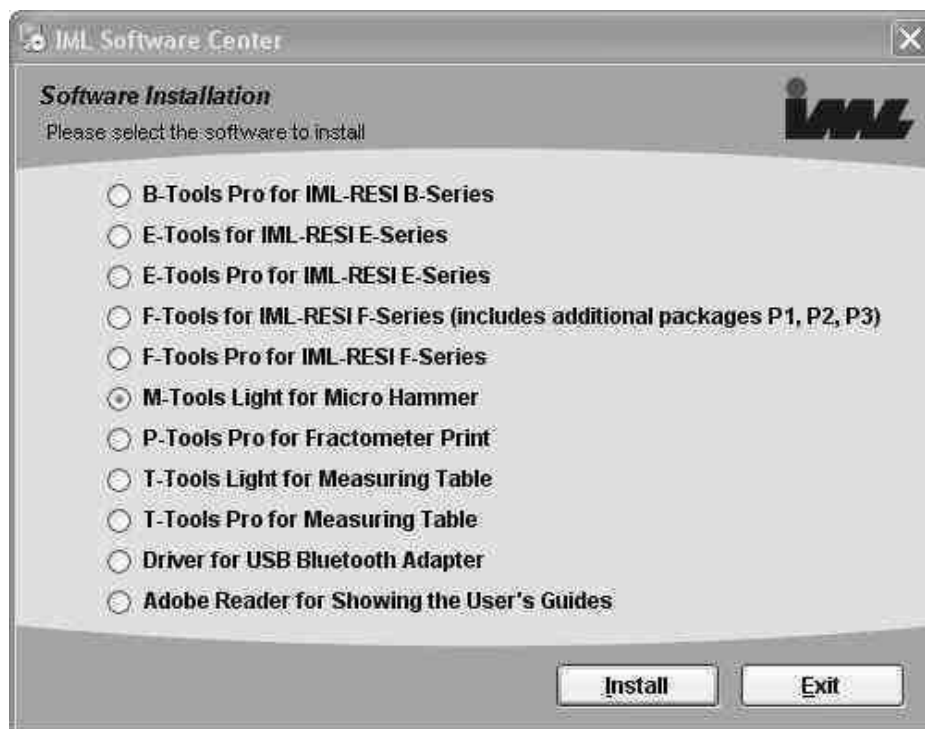 IML Software Center
Software Installation
Please select the software to install
iML
B-Tools Pro for IML-RESI B-Series
E-Tools for IML-RESI E-Series
E-Tools Pro for IML-RESI E-Series
F-Tools for IML-RESI F-Series (includes additional packages P1, P2, P3)
F-Tools Pro for IML-RESI F-Series
M-Tools Light for Micro Hammer
P-Tools Pro for Fractometer Print
T-Tools Light for Measuring Table
T-Tools Pro for Measuring Table
Driver for USB Bluetooth Adapter
Adobe Reader for Showing the User's Guides
Install
Exit